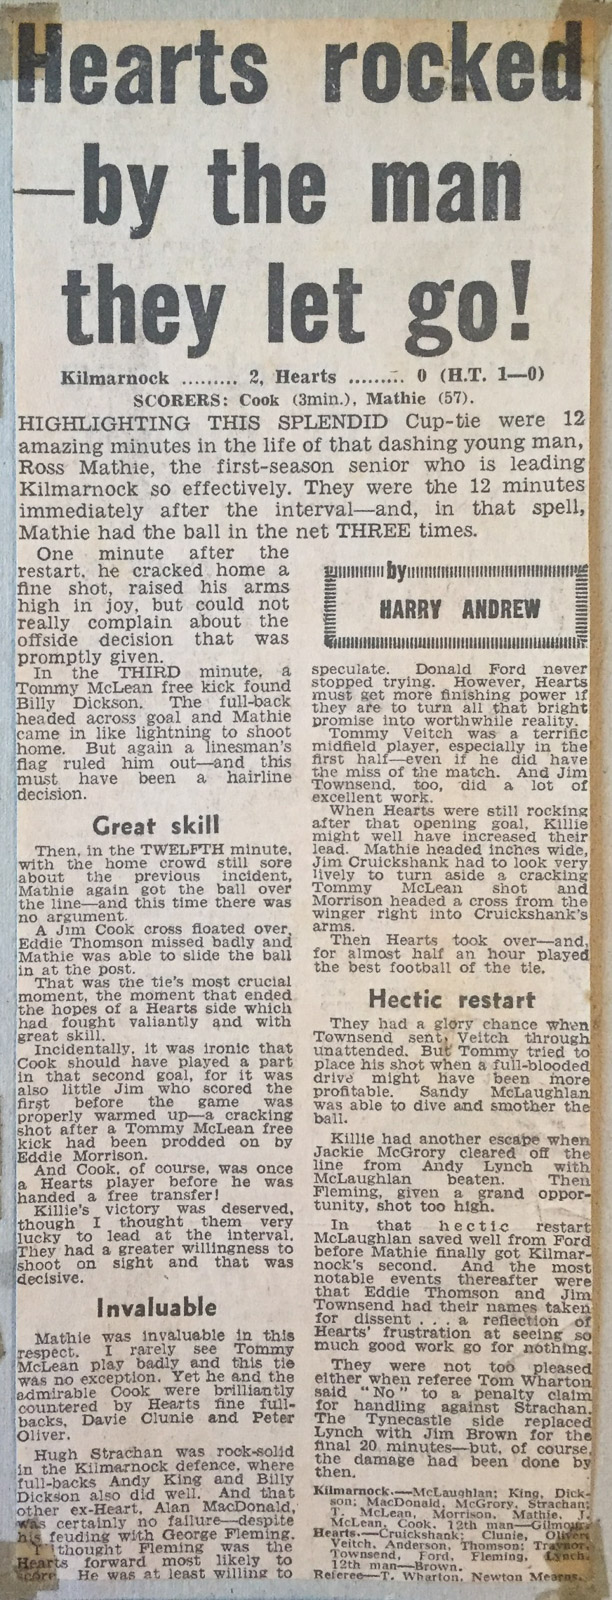 Hearts rocked
—by the man
they let go!
Kilmarnock ......... 2, Hearts ......... 0 (H.T. 1—0)
SCORERS: Cook (3min.), Mathie (57).
HIGHLIGHTING THIS SPLENDID Cup-tie were 12
amazing minutes in the life of that dashing young man,
Ross Mathie, the first-season senior who is leading
Kilmarnock so effectively. They were the 12 minutes
immediately after the interval—and, in that spell,
Mathie had the ball in the net THREE times.
One minute after the
restart, he cracked home a
fine shot, raised his arms
high in joy, but could not
really complain about the
offside decision that was
promptly given.
In the THIRD minute, a
Tommy McLean free kick found
Billy Dickson. The full-back
headed across goal and Mathie
came in like lightning to shoot
home. But again a linesman's
flag ruled him out—and this
must have been a hairline
decision.
Great skill
Then, in the TWELFTH minute,
with the home crowd still sore
about the previous incident,
Mathie again got the ball over
the line—and this time there was
no argument.
A Jim Cook cross floated over,
Eddie Thomson missed badly and
Mathie was able to slide the ball
in at the post.
That was the tie's most crucial
moment, the moment that ended
the hopes of a Hearts side which
had fought valiantly and with
great skill.
Incidentally, it was ironic that
Cook should have played a part
in that second goal, for it was
also little Jim who scored the
first before the game was
properly warmed up—a cracking
shot after a Tommy McLean free
kick had been prodded on by
Eddie Morrison.
And Cook, of course, was once
a Hearts player before he was
handed a free transfer!
Killie's victory was deserved,
though I thought them very
lucky to lead at the interval.
They had a greater willingness to
shoot on sight and that was
decisive.
Invaluable
Mathie was invaluable in this
respect. I rarely see Tommy
McLean play badly and this tie
was no exception. Yet he and the
admirable Cook were brilliantly
countered by Hearts fine full-
backs, Davie Clunie and Peter
Oliver.
Hugh Strachan was rock-solid
in the Kilmarnock defence, where
full-backs Andy King and Billy
Dickson also did well. And that
other ex-Heart, Alan MacDonald,
was certainly no failure—despite
his feuding with George Fleming.
I thought Fleming was the
Hearts forward most likely to
score. He was at least willing to
by
HARRY ANDREW
speculate. Donald Ford never
stopped trying. However, Hearts
must get more finishing power if
they are to turn all that bright
promise into worthwhile reality.
Tommy Veitch was a terrific
midfield player, especially in the
first half—even if he did have
the miss of the match. And Jim
Townsend, too, did a lot of
excellent work.
When Hearts were still rocking
after that opening goal, Killie
might well have increased their
lead. Mathie headed inches wide,
Jim Cruickshank had to look very
lively to turn aside a cracking
Tommy McLean shot and
Morrison headed a cross from the
winger right into Cruickshank's
arms.
Then Hearts took over—and,
for almost half an hour played
the best football of the tie.
Hectic restart
They had a glory chance when
Townsend sent Veitch through
unattended. But Tommy tried to
place his shot when a full-blooded
drive might have been more
profitable. Sandy McLaughlan
was able to dive and smother the
ball.
Killie had another escape when
Jackie McGrory cleared off the
line from Andy Lynch with
McLaughlan beaten. Then
Fleming, given a grand oppor-
tunity, shot too high.
In that hectic restart
McLaughlan saved well from Ford
before Mathie finally got Kilmar-
nock's second. And the most
notable events thereafter were
that Eddie Thomson and Jim
Townsend had their names taken
for dissent . . . a reflection of
Hearts' frustration at seeing so
much good work go for nothing.
They were not too pleased
either when referee Tom Wharton
said "No" to a penalty claim
for handling against Strachan.
The Tynecastle side replaced
Lynch with Jim Brown for the
final 20 minutes—but, of course,
the damage had been done by
then.
Kilmarnock.—McLaughlan; King, Dick-
son; MacDonald, McGrory, Strachan;
T. McLean, Morrison, Mathie, J.
McLean, Cook. 12th man—Gilmour.
Hearts.—Cruickshank; Clunie, Oliver;
Veitch, Anderson, Thomson; Traynor,
Townsend, Ford, Fleming, Lynch.
12th man—Brown.
Referee—T. Wharton, Newton Mearns.